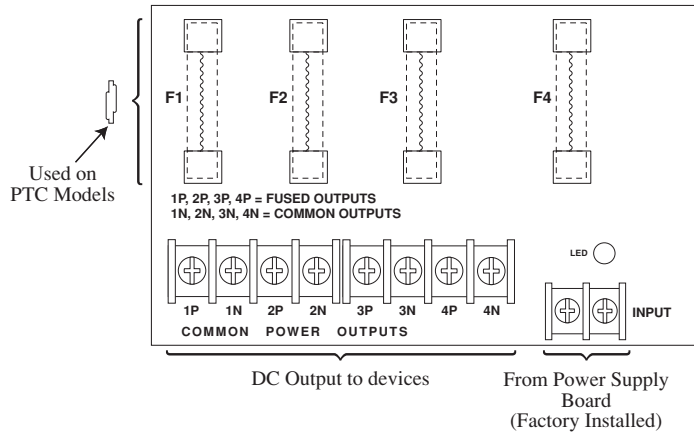 F1 F2 F3 F4
Used on
PTC Models
1P, 2P, 3P, 4P = FUSED OUTPUTS
1N, 2N, 3N, 4N = COMMON OUTPUTS
LED
1P 1N 2P 2N 3P 3N 4P 4N
INPUT
COMMON POWER OUTPUTS
DC Output to devices
From Power Supply
Board
(Factory Installed)